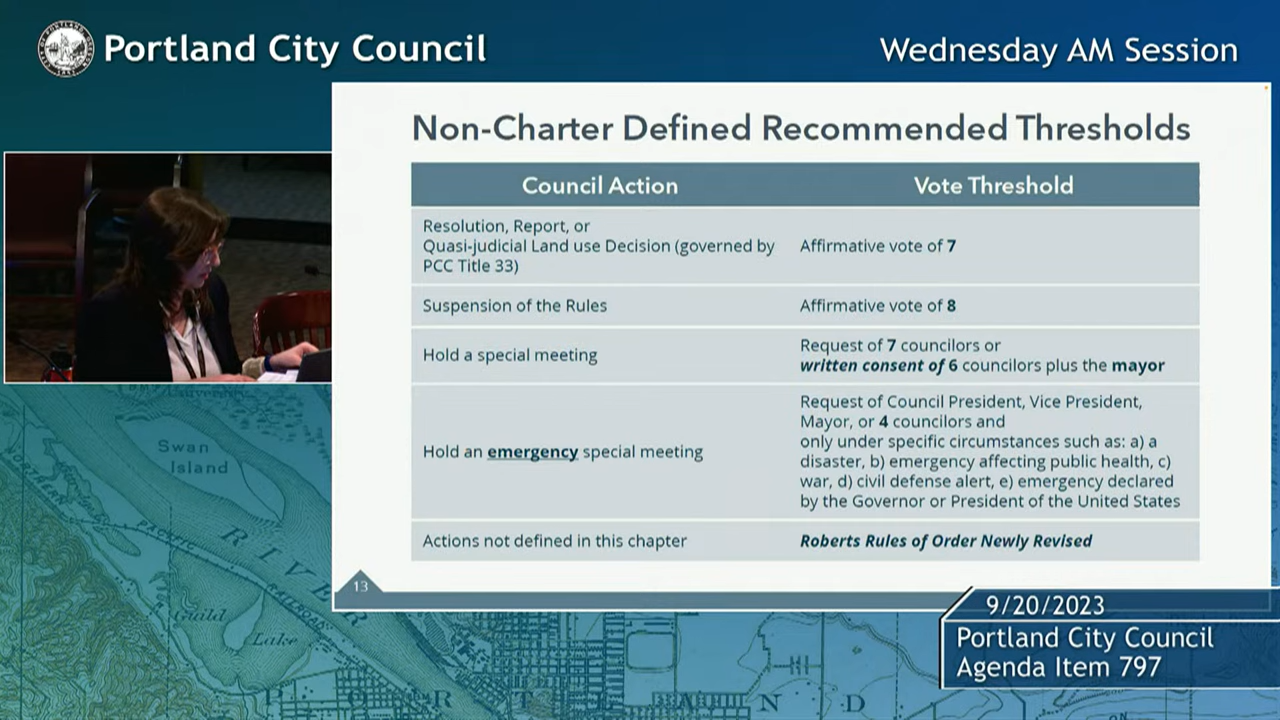 Portland City Council
Wednesday AM Session
Non-Charter Defined Recommended Thresholds
Council Action
Vote Threshold
Resolution, Report, or
Quasi-judicial Land use Decision (governed by
PCC Title 33)
Affirmative vote of 7
Suspension of the Rules
Affirmative vote of 8
Hold a special meeting
Request of 7 councilors or
written consent of 6 councilors plus the mayor
Hold an emergency special meeting
Request of Council President, Vice President,
Mayor, or 4 councilors and
only under specific circumstances such as: a) a
disaster, b) emergency affecting public health, c)
war, d) civil defense alert, e) emergency declared
by the Governor or President of the United States
Actions not defined in this chapter
Roberts Rules of Order Newly Revised
13
Swan
Island
NORTHERN
PACIFIC
RAILROAD
RIVER
Guild
Lake
9/20/2023
Portland City Council
Agenda Item 797